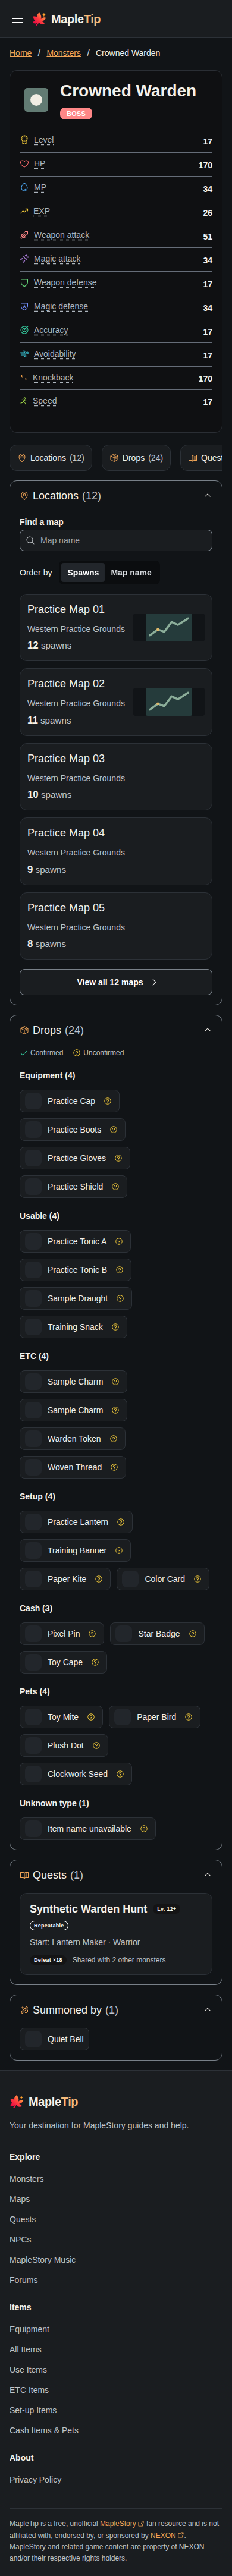 MapleTip
Home / Monsters / Crowned Warden
Crowned Warden
BOSS
Level 17
HP 170
MP 34
EXP 26
Weapon attack 51
Magic attack 34
Weapon defense 17
Magic defense 34
Accuracy 17
Avoidability 17
Knockback 170
Speed 17
Locations (12) Drops (24) Quest
Locations (12)
Find a map
Map name
Order by Spawns Map name
Practice Map 01
Western Practice Grounds
12 spawns
Practice Map 02
Western Practice Grounds
11 spawns
Practice Map 03
Western Practice Grounds
10 spawns
Practice Map 04
Western Practice Grounds
9 spawns
Practice Map 05
Western Practice Grounds
8 spawns
View all 12 maps
Drops (24)
Confirmed Unconfirmed
Equipment (4)
Practice Cap
Practice Boots
Practice Gloves
Practice Shield
Usable (4)
Practice Tonic A
Practice Tonic B
Sample Draught
Training Snack
ETC (4)
Sample Charm
Sample Charm
Warden Token
Woven Thread
Setup (4)
Practice Lantern
Training Banner
Paper Kite Color Card
Cash (3)
Pixel Pin Star Badge
Toy Cape
Pets (4)
Toy Mite Paper Bird
Plush Dot
Clockwork Seed
Unknown type (1)
Item name unavailable
Quests (1)
Synthetic Warden Hunt Lv. 12+
Repeatable
Start: Lantern Maker · Warrior
Defeat ×18 Shared with 2 other monsters
Summoned by (1)
Quiet Bell
MapleTip
Your destination for MapleStory guides and help.
Explore
Monsters
Maps
Quests
NPCs
MapleStory Music
Forums
Items
Equipment
All Items
Use Items
ETC Items
Set-up Items
Cash Items & Pets
About
Privacy Policy
MapleTip is a free, unofficial MapleStory fan resource and is not
affiliated with, endorsed by, or sponsored by NEXON.
MapleStory and related game content are property of NEXON
and/or their respective rights holders.